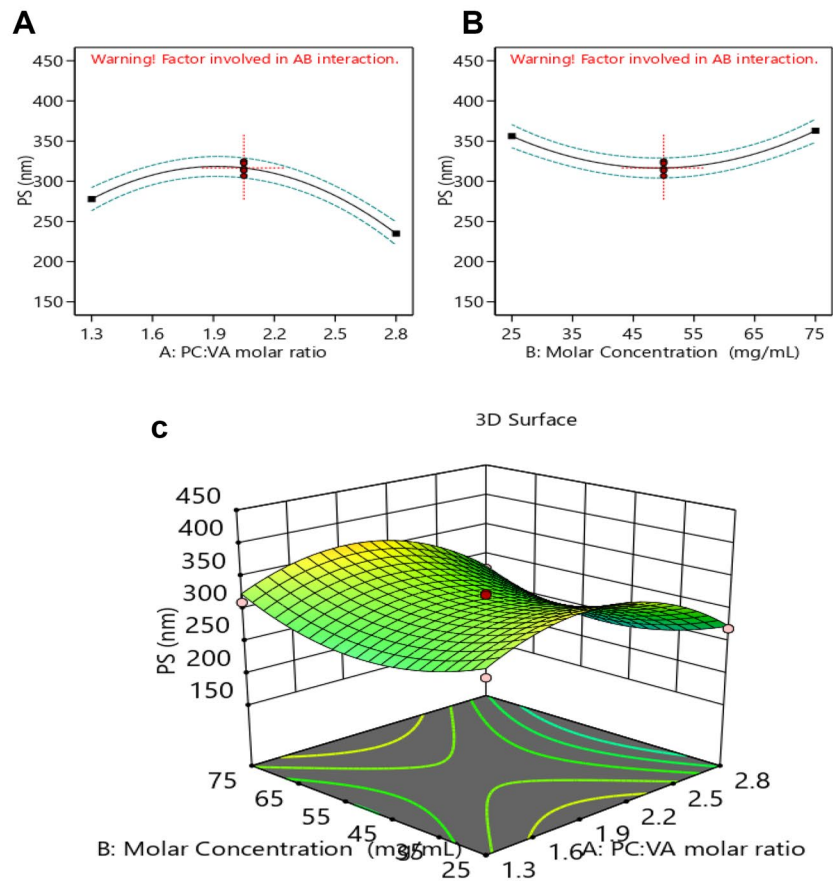 A
Warning! Factor involved in AB interaction.
450
400
350
300
250
200
150
PS (nm)
1.3 1.6 1.9 2.2 2.5 2.8
A: PC:VA molar ratio
B
Warning! Factor involved in AB interaction.
450
400
350
300
250
200
150
PS (nm)
25 35 45 55 65 75
B: Molar Concentration (mg/mL)
c
3D Surface
450
400
350
300
250
200
150
PS (nm)
75
65
55
45
35
25
B: Molar Concentration (mg/mL)
1.3
1.6
1.9
2.2
2.5
2.8
A: PC:VA molar ratio